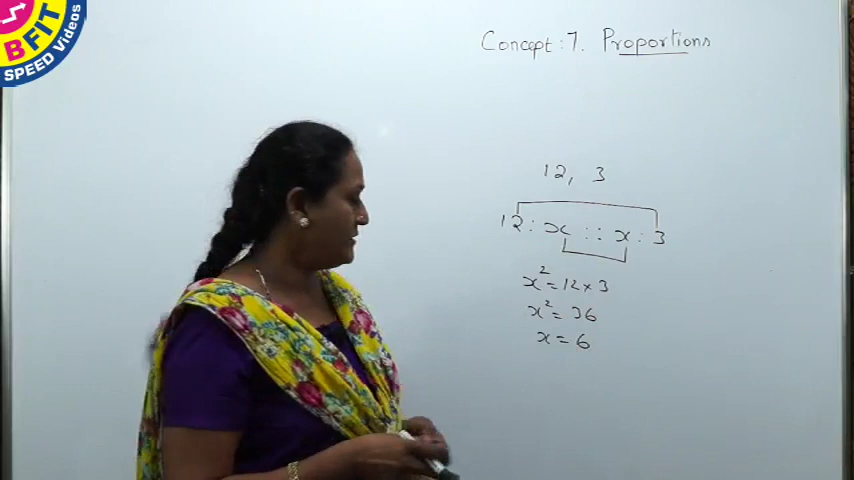 BFIT
SPEED Videos
Concept : 7. Proportions
12, 3
12 : x :: x : 3
x² = 12 × 3
x² = 36
x = 6